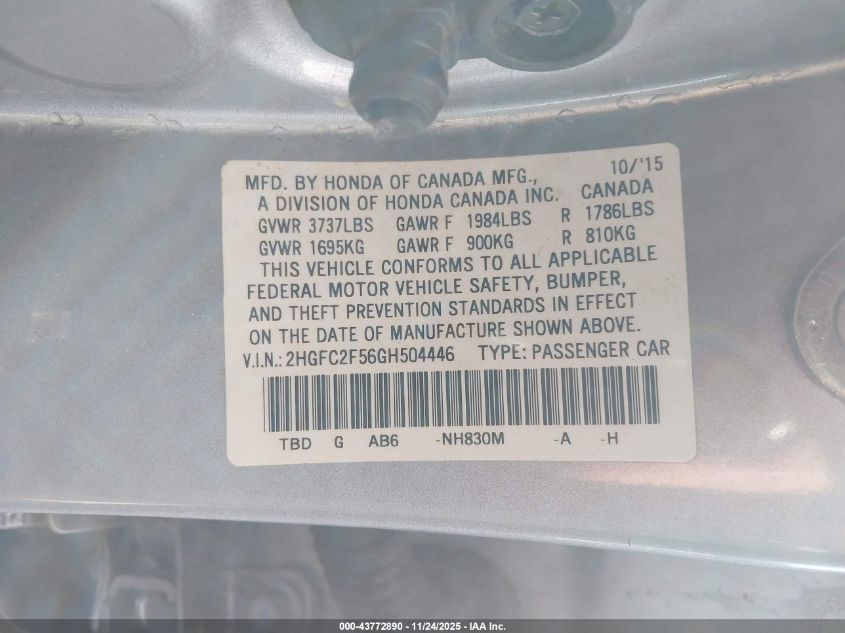 10/'15
MFD. BY HONDA OF CANADA MFG.,
A DIVISION OF HONDA CANADA INC. CANADA
GVWR 3737LBS GAWR F 1984LBS R 1786LBS
GVWR 1695KG GAWR F 900KG R 810KG
THIS VEHICLE CONFORMS TO ALL APPLICABLE
FEDERAL MOTOR VEHICLE SAFETY, BUMPER,
AND THEFT PREVENTION STANDARDS IN EFFECT
ON THE DATE OF MANUFACTURE SHOWN ABOVE.
V.I.N.: 2HGFC2F56GH504446 TYPE: PASSENGER CAR
TBD G AB6 -NH830M -A -H
000-43772890 - 11/24/2025 - IAA Inc.